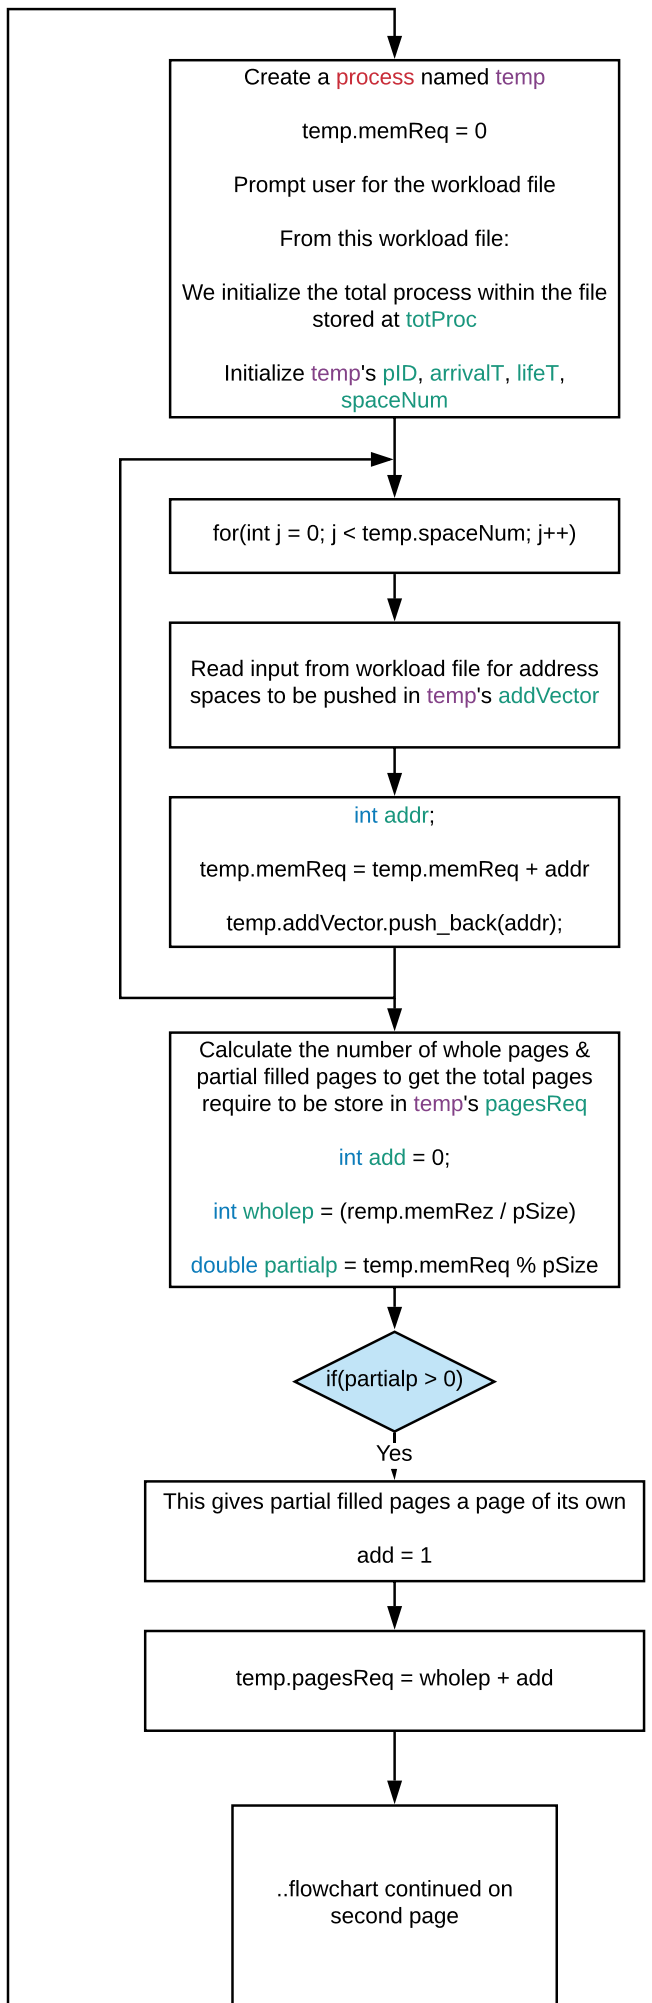 Create a process named temp
temp.memReq = 0
Prompt user for the workload file
From this workload file:
We initialize the total process within the file
stored at totProc
Initialize temp's pID, arrivalT, lifeT,
spaceNum
for(int j = 0; j < temp.spaceNum; j++)
Read input from workload file for address
spaces to be pushed in temp's addVector
int addr;
temp.memReq = temp.memReq + addr
temp.addVector.push_back(addr);
Calculate the number of whole pages &
partial filled pages to get the total pages
require to be store in temp's pagesReq
int add = 0;
int wholep = (remp.memRez / pSize)
double partialp = temp.memReq % pSize
if(partialp > 0)
Yes
This gives partial filled pages a page of its own
add = 1
temp.pagesReq = wholep + add
..flowchart continued on
second page